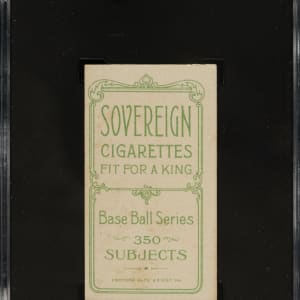 SOVEREIGN
CIGARETTES
FIT FOR A KING
Base Ball Series
350
SUBJECTS